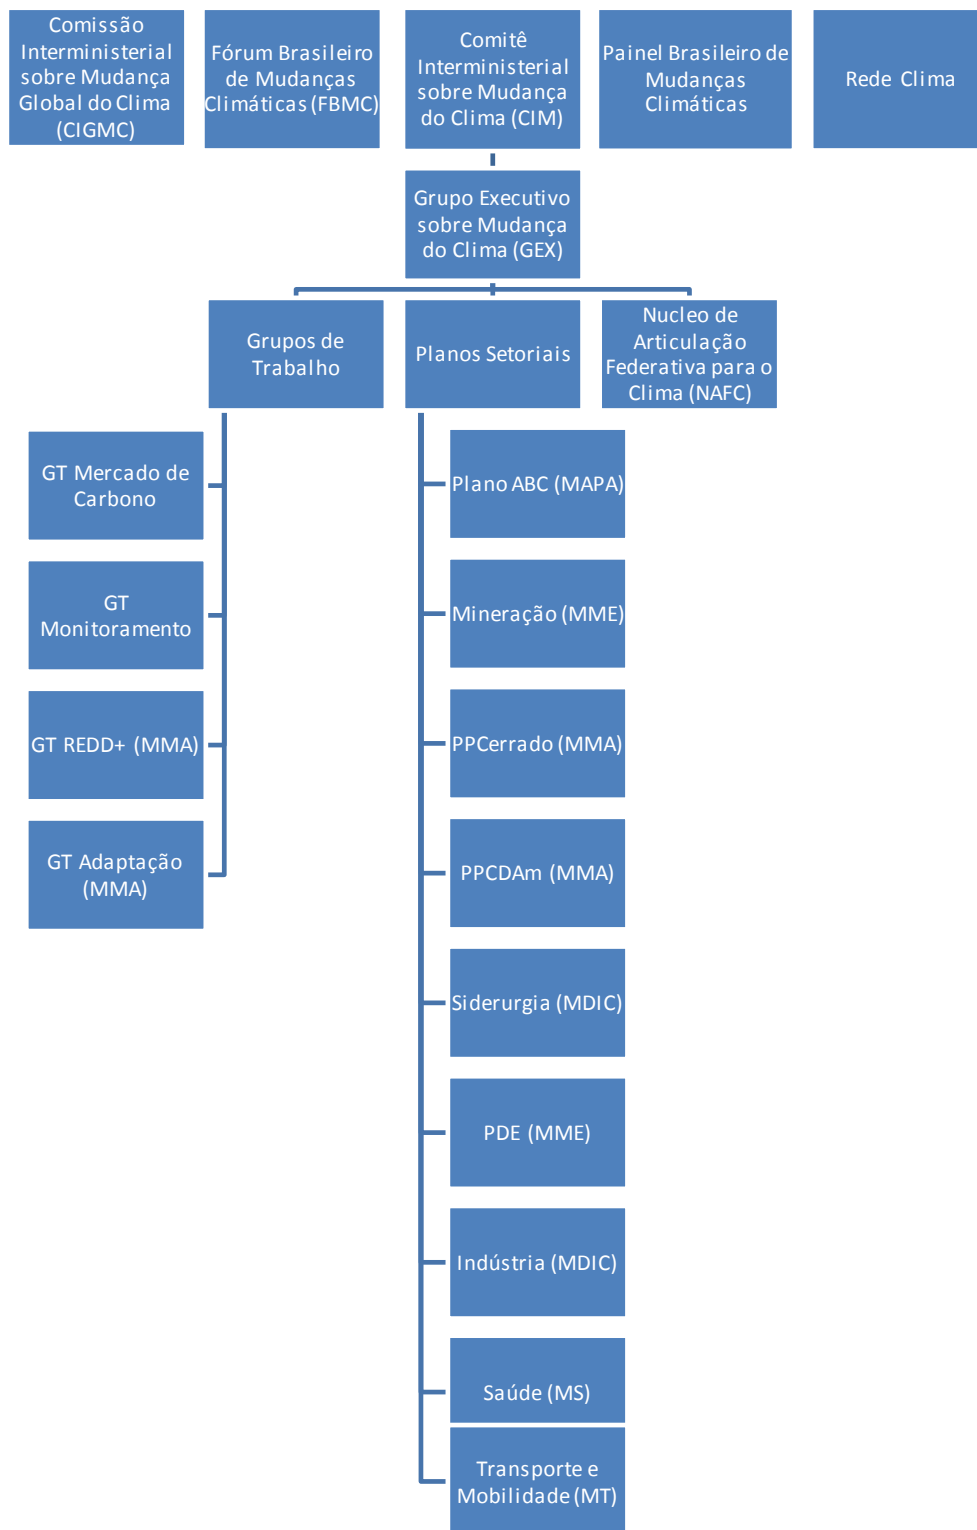 Comissão
Interministerial
sobre Mudança
Global do Clima
(CIGMC)
Fórum Brasileiro
de Mudanças
Climáticas (FBMC)
Comitê
Interministerial
sobre Mudança
do Clima (CIM)
Painel Brasileiro de
Mudanças
Climáticas
Rede Clima
Grupo Executivo
sobre Mudança
do Clima (GEX)
Grupos de
Trabalho
Planos Setoriais
Nucleo de
Articulação
Federativa para o
Clima (NAFC)
GT Mercado de
Carbono
GT
Monitoramento
GT REDD+ (MMA)
GT Adaptação
(MMA)
Plano ABC (MAPA)
Mineração (MME)
PPCerrado (MMA)
PPCDAm (MMA)
Siderurgia (MDIC)
PDE (MME)
Indústria (MDIC)
Saúde (MS)
Transporte e
Mobilidade (MT)